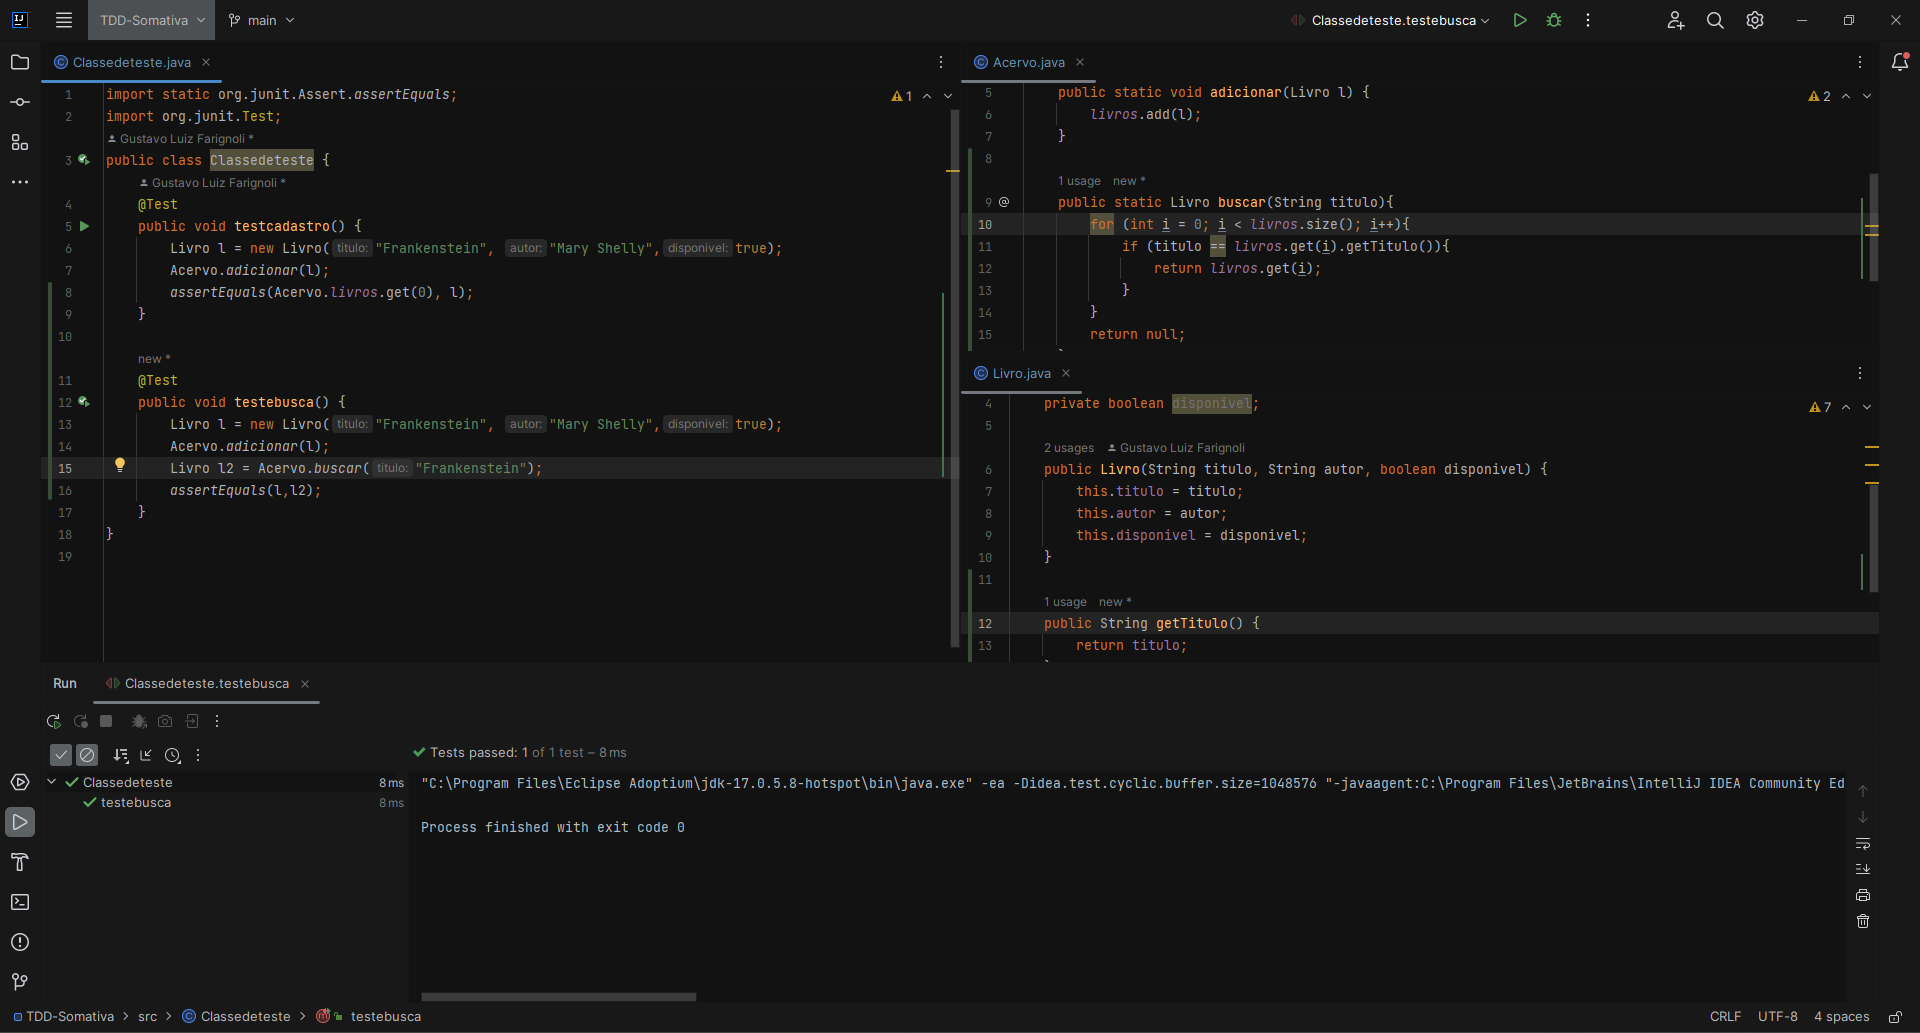 TDD-Somativa
main
Classedeteste.testebusca
Classedeteste.java
1 import static org.junit.Assert.assertEquals;
1
2 import org.junit.Test;
Gustavo Luiz Farignoli *
3 public class Classedeteste {
Gustavo Luiz Farignoli *
4 @Test
5 public void testcadastro() {
6 Livro l = new Livro( titulo: "Frankenstein", autor: "Mary Shelly", disponivel: true);
7 Acervo.adicionar(l);
8 assertEquals(Acervo.livros.get(0), l);
9 }
10
new *
11 @Test
12 public void testebusca() {
13 Livro l = new Livro( titulo: "Frankenstein", autor: "Mary Shelly", disponivel: true);
14 Acervo.adicionar(l);
15 Livro l2 = Acervo.buscar( titulo: "Frankenstein");
16 assertEquals(l,l2);
17 }
18 }
19
Acervo.java
5 public static void adicionar(Livro l) {
2
6 livros.add(l);
7 }
8
1 usage new *
9 @ public static Livro buscar(String titulo){
10 for (int i = 0; i < livros.size(); i++){
11 if (titulo == livros.get(i).getTitulo()){
12 return livros.get(i);
13 }
14 }
15 return null;
Livro.java
4 private boolean disponivel;
7
5
2 usages Gustavo Luiz Farignoli
6 public Livro(String titulo, String autor, boolean disponivel) {
7 this.titulo = titulo;
8 this.autor = autor;
9 this.disponivel = disponivel;
10 }
11
1 usage new *
12 public String getTitulo() {
13 return titulo;
Run
Classedeteste.testebusca
Tests passed: 1 of 1 test – 8 ms
Classedeteste 8 ms
testebusca 8 ms
"C:\Program Files\Eclipse Adoptium\jdk-17.0.5.8-hotspot\bin\java.exe" -ea -Didea.test.cyclic.buffer.size=1048576 "-javaagent:C:\Program Files\JetBrains\IntelliJ IDEA Community Ed
Process finished with exit code 0
TDD-Somativa > src > Classedeteste > testebusca
CRLF UTF-8 4 spaces